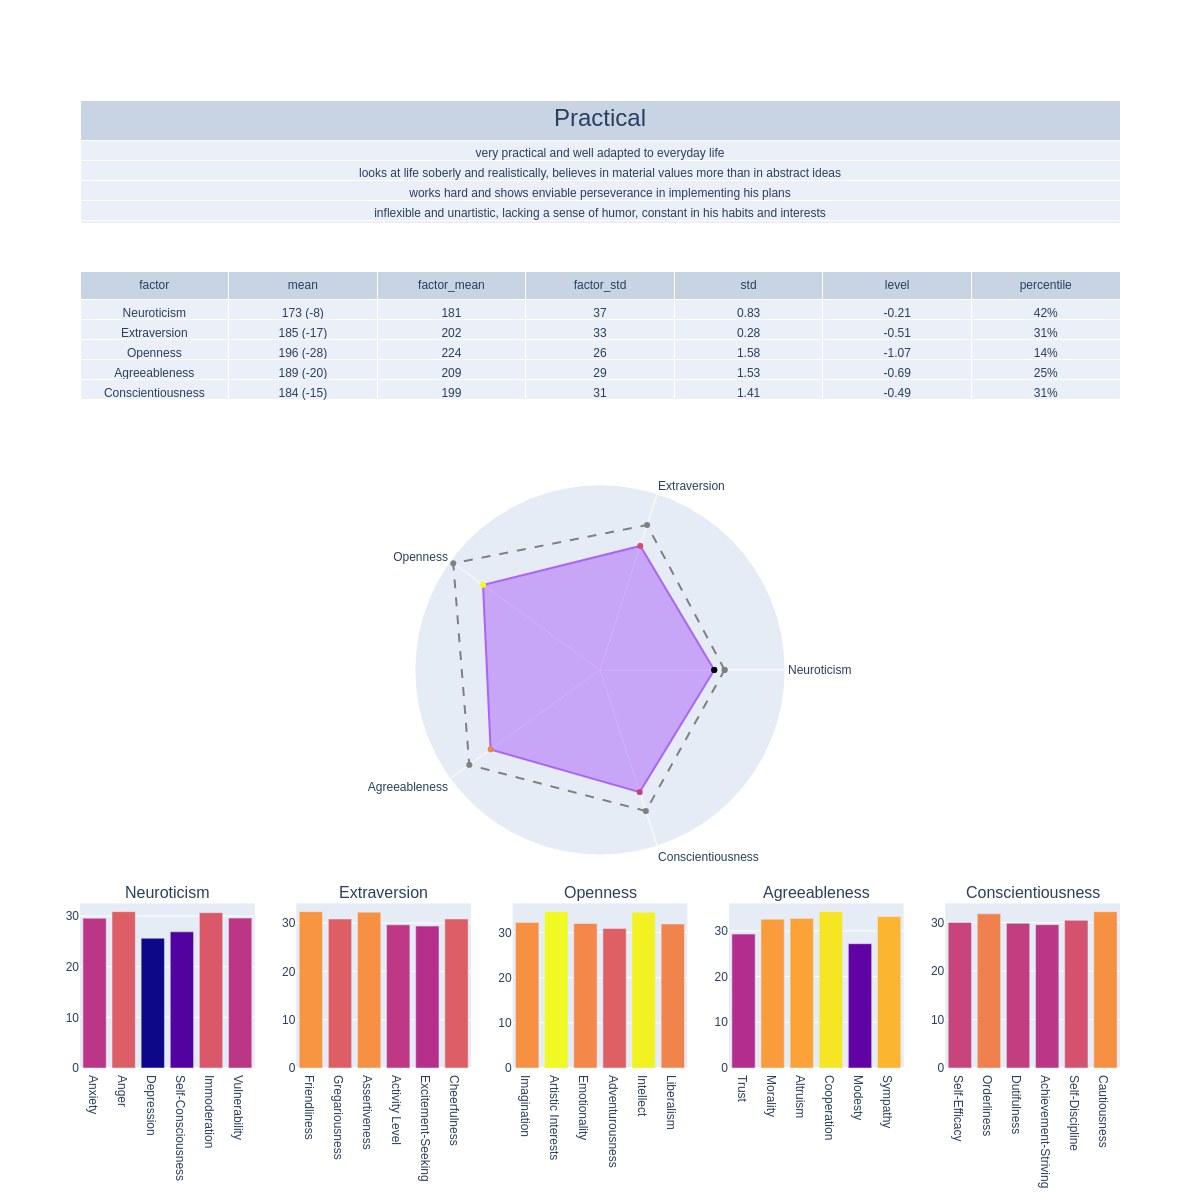 Practical
very practical and well adapted to everyday life
looks at life soberly and realistically, believes in material values more than in abstract ideas
works hard and shows enviable perseverance in implementing his plans
inflexible and unartistic, lacking a sense of humor, constant in his habits and interests
factor mean factor_mean factor_std std level percentile
Neuroticism 173 (-8) 181 37 0.83 -0.21 42%
Extraversion 185 (-17) 202 33 0.28 -0.51 31%
Openness 196 (-28) 224 26 1.58 -1.07 14%
Agreeableness 189 (-20) 209 29 1.53 -0.69 25%
Conscientiousness 184 (-15) 199 31 1.41 -0.49 31%
Extraversion
Openness
Neuroticism
Agreeableness
Conscientiousness
Neuroticism
30
20
10
0
Anxiety
Anger
Depression
Self-Consciousness
Immoderation
Vulnerability
Extraversion
30
20
10
0
Friendliness
Gregariousness
Assertiveness
Activity Level
Excitement-Seeking
Cheerfulness
Openness
30
20
10
0
Imagination
Artistic Interests
Emotionality
Adventurousness
Intellect
Liberalism
Agreeableness
30
20
10
0
Trust
Morality
Altruism
Cooperation
Modesty
Sympathy
Conscientiousness
30
20
10
0
Self-Efficacy
Orderliness
Dutifulness
Achievement-Striving
Self-Discipline
Cautiousness